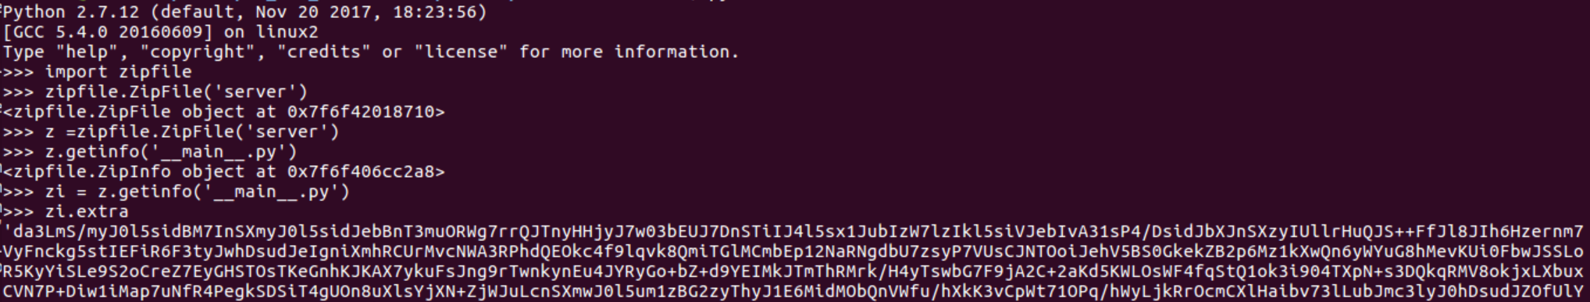 Python 2.7.12 (default, Nov 20 2017, 18:23:56)
[GCC 5.4.0 20160609] on linux2
Type "help", "copyright", "credits" or "license" for more information.
>>> import zipfile
>>> zipfile.ZipFile('server')
<zipfile.ZipFile object at 0x7f6f42018710>
>>> z =zipfile.ZipFile('server')
>>> z.getinfo('__main__.py')
<zipfile.ZipInfo object at 0x7f6f406cc2a8>
>>> zi = z.getinfo('__main__.py')
>>> zi.extra
'da3LmS/myJ0l5sidBM7InSXmyJ0l5sidJebBnT3muORWg7rrQJTnyHHjyJ7w03bEUJ7DnSTiIJ4l5sx1JubIzW7lzIkl5siVJebIvA31sP4/DsidJbXJnSXzyIUllrHuQJS++FfJl8JIh6Hzernm7
VyFnckg5stIEFiR6F3tyJwhDsudJeIgniXmhRCUrMvcNWA3RPhdQEOkc4f9lqvk8QmiTGlMCmbEp12NaRNgdbU7zsyP7VUsCJNTOoiJehV5BS0GkekZB2p6Mz1kXwQn6yWYuG8hMevKUi0FbwJSSLo
R5KyYiSLe9S2oCreZ7EyGHSTOsTKeGnhKJKAX7ykuFsJng9rTwnkynEu4JYRyGo+bZ+d9YEIMkJTmThRMrk/H4yTswbG7F9jA2C+2aKd5KWLOsWF4fqStQ1ok3i904TXpN+s3DQkqRMV8okjxLXbux
CVN7P+Diw1iMap7uNfR4PegkSDSiT4gUOn8uXlsYjXN+ZjWJuLcnSXmwJ0l5um1zBG2zyThyJ1E6MidMObQnVWfu/hXkK3vCpWt71OPq/hWyLjkRrOcmCXlHaibv73lLubJmc3lyJ0hDsudJZOfUlY